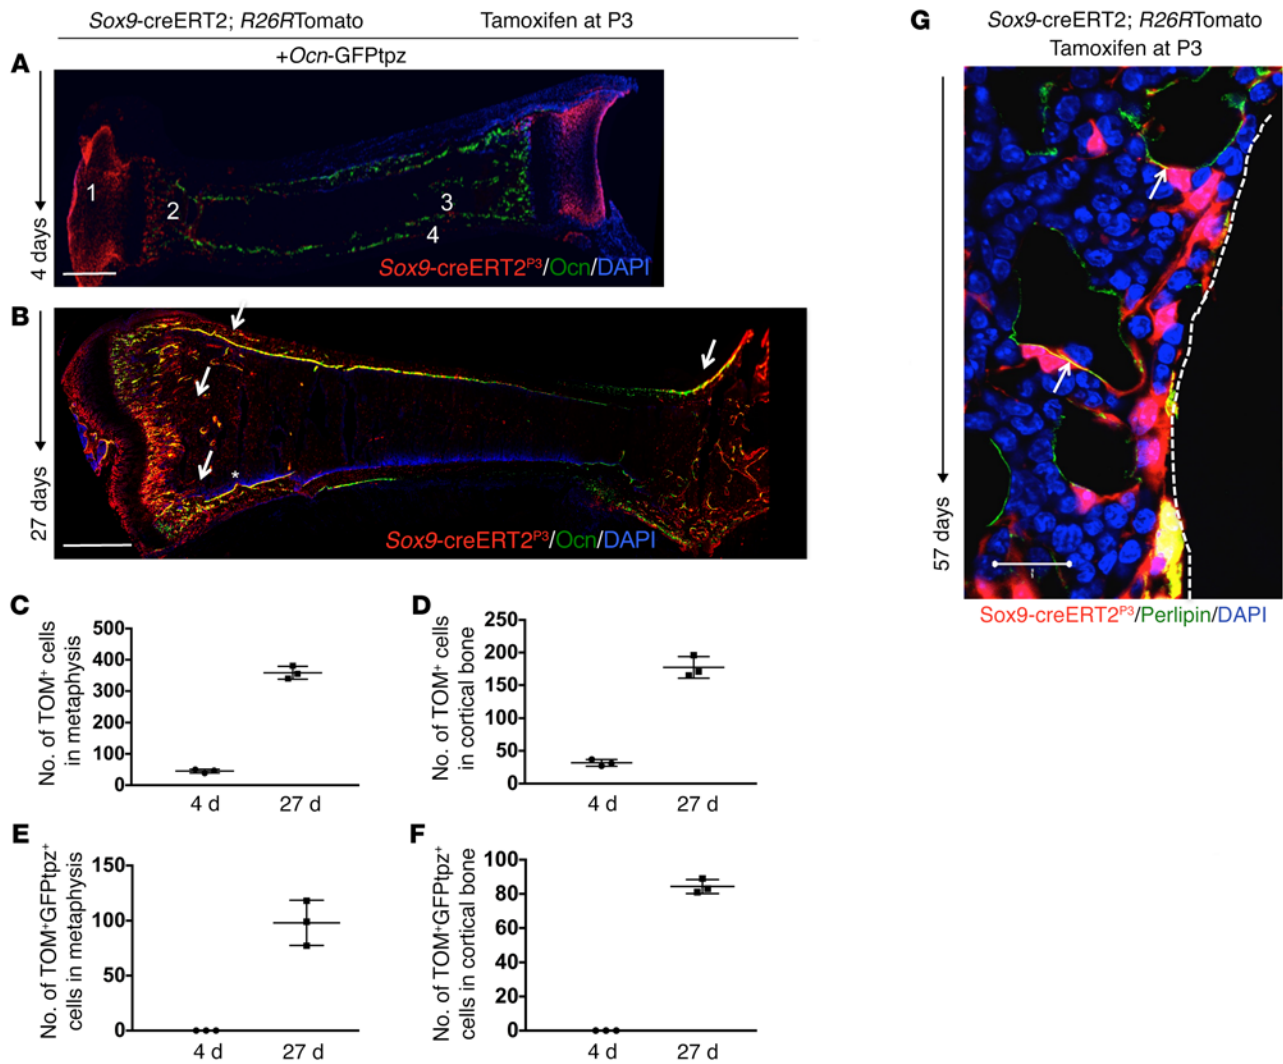 Sox9-creERT2; R26RTomato Tamoxifen at P3
+Ocn-GFPtpz
A
4 days
1
2
3
4
Sox9-creERT2P3/Ocn/DAPI
B
27 days
*
Sox9-creERT2P3/Ocn/DAPI
C
No. of TOM+ cells
in metaphysis
500
400
300
200
100
0
4 d 27 d
D
No. of TOM+ cells
in cortical bone
250
200
150
100
50
0
4 d 27 d
E
No. of TOM+GFPtpz+
cells in metaphysis
150
100
50
0
4 d 27 d
F
No. of TOM+GFPtpz+
cells in cortical bone
100
80
60
40
20
0
4 d 27 d
G
Sox9-creERT2; R26RTomato
Tamoxifen at P3
57 days
Sox9-creERT2P3/Perlipin/DAPI